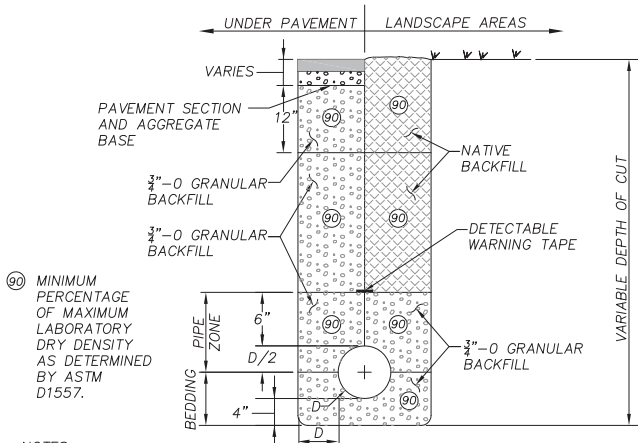 UNDER PAVEMENT
LANDSCAPE AREAS
VARIES
PAVEMENT SECTION
AND AGGREGATE
BASE
12"
90
90
3/4"-0 GRANULAR
BACKFILL
NATIVE
BACKFILL
3/4"-0 GRANULAR
BACKFILL
90
90
DETECTABLE
WARNING TAPE
VARIABLE DEPTH OF CUT
90 MINIMUM
PERCENTAGE
OF MAXIMUM
LABORATORY
DRY DENSITY
AS DETERMINED
BY ASTM
D1557.
PIPE
ZONE
6"
90
90
D/2
3/4"-0 GRANULAR
BACKFILL
BEDDING
4"
D
90
D
NOTES